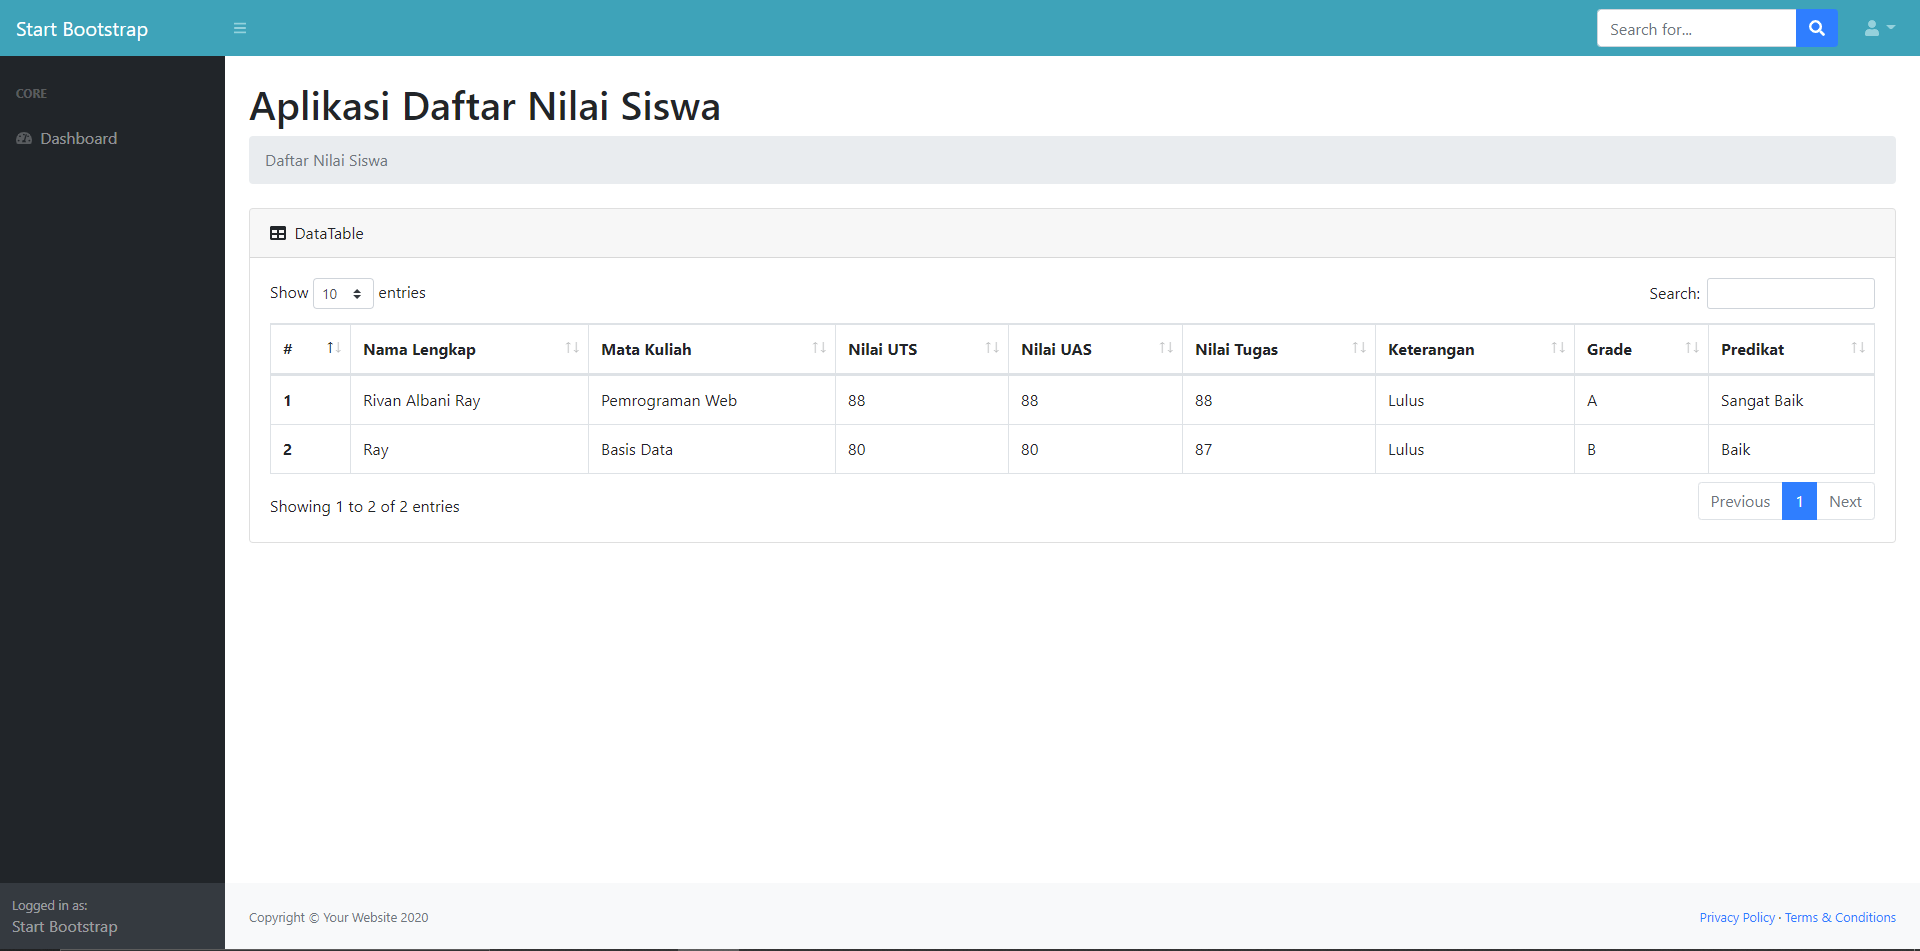 Start Bootstrap
Search for...
CORE
Dashboard
Aplikasi Daftar Nilai Siswa
Daftar Nilai Siswa
DataTable
Show 10 entries
Search:
# Nama Lengkap Mata Kuliah Nilai UTS Nilai UAS Nilai Tugas Keterangan Grade Predikat
1 Rivan Albani Ray Pemrograman Web 88 88 88 Lulus A Sangat Baik
2 Ray Basis Data 80 80 87 Lulus B Baik
Showing 1 to 2 of 2 entries
Previous 1 Next
Logged in as:
Start Bootstrap
Copyright © Your Website 2020
Privacy Policy · Terms & Conditions